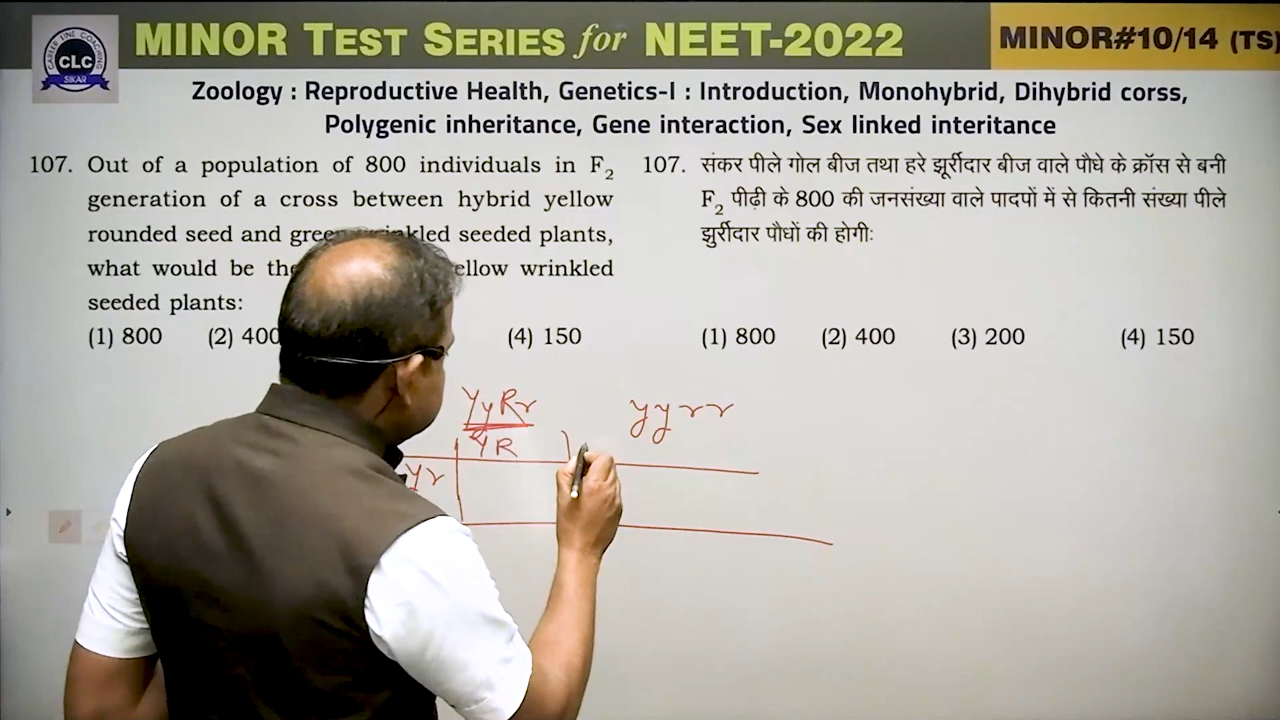 CAREER LINE COACHING
CLC
SIKAR
MINOR TEST SERIES for NEET-2022
MINOR#10/14 (TS)
Zoology : Reproductive Health, Genetics-I : Introduction, Monohybrid, Dihybrid corss,
Polygenic inheritance, Gene interaction, Sex linked interitance
107. Out of a population of 800 individuals in F2
generation of a cross between hybrid yellow
rounded seed and green wrinkled seeded plants,
what would be the ellow wrinkled
seeded plants:
(1) 800 (2) 400 (4) 150
107. संकर पीले गोल बीज तथा हरे झूर्रीदार बीज वाले पौधे के क्रॉस से बनी
F2 पीढ़ी के 800 की जनसंख्या वाले पादपों में से कितनी संख्या पीले
झुर्रीदार पौधों की होगीः
(1) 800 (2) 400 (3) 200 (4) 150
YyRr yyrr
YR
yr